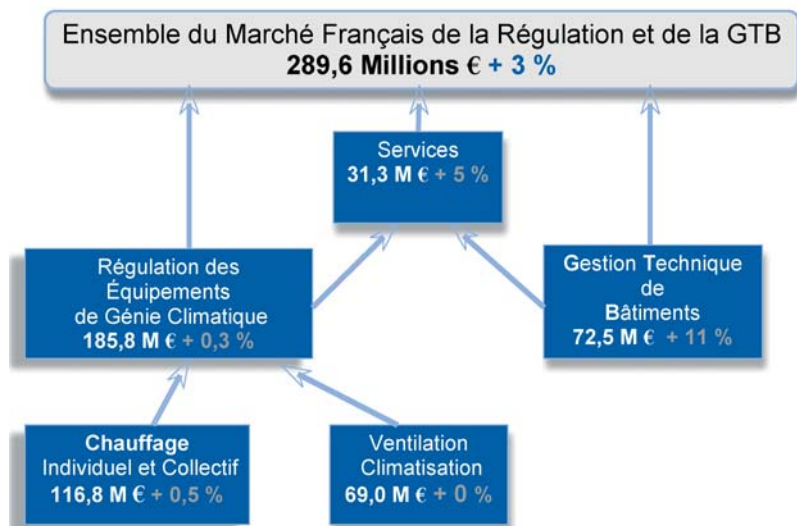 Ensemble du Marché Français de la Régulation et de la GTB
289,6 Millions € + 3 %
Services
31,3 M € + 5 %
Régulation des
Équipements
de Génie Climatique
185,8 M € + 0,3 %
Gestion Technique
de
Bâtiments
72,5 M € + 11 %
Chauffage
Individuel et Collectif
116,8 M € + 0,5 %
Ventilation
Climatisation
69,0 M € + 0 %